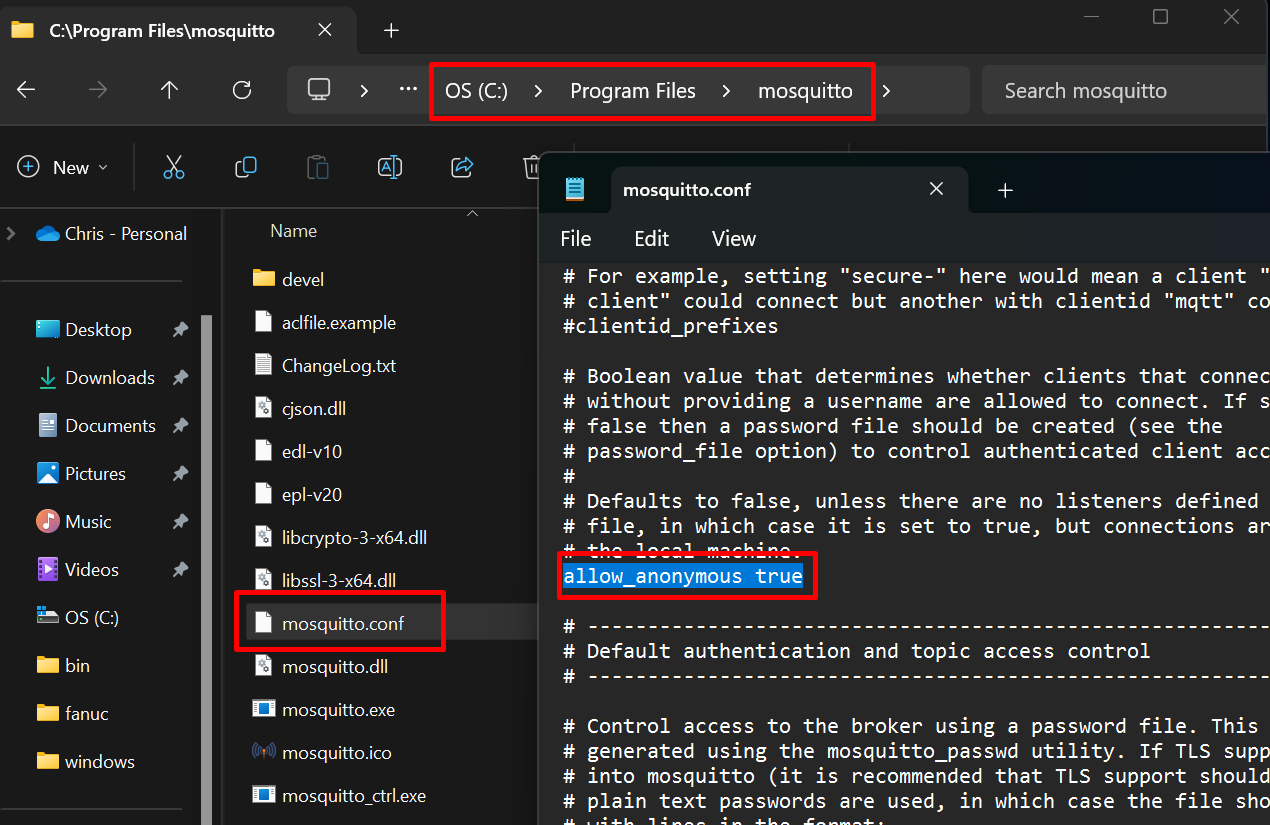 C:\Program Files\mosquitto
OS (C:) > Program Files > mosquitto >
Search mosquitto
New
Chris - Personal
Desktop
Downloads
Documents
Pictures
Music
Videos
OS (C:)
bin
fanuc
windows
Name
devel
aclfile.example
ChangeLog.txt
cjson.dll
edl-v10
epl-v20
libcrypto-3-x64.dll
libssl-3-x64.dll
mosquitto.conf
mosquitto.dll
mosquitto.exe
mosquitto.ico
mosquitto_ctrl.exe
mosquitto.conf
File Edit View
# For example, setting "secure-" here would mean a client "
# client" could connect but another with clientid "mqtt" co
#clientid_prefixes
# Boolean value that determines whether clients that connec
# without providing a username are allowed to connect. If s
# false then a password file should be created (see the
# password_file option) to control authenticated client acc
#
# Defaults to false, unless there are no listeners defined
# file, in which case it is set to true, but connections ar
# the local machine.
allow_anonymous true
# -----------------------------------------------------------
# Default authentication and topic access control
# -----------------------------------------------------------
# Control access to the broker using a password file. This
# generated using the mosquitto_passwd utility. If TLS supp
# into mosquitto (it is recommended that TLS support should
# plain text passwords are used, in which case the file sho
# with lines in the format: